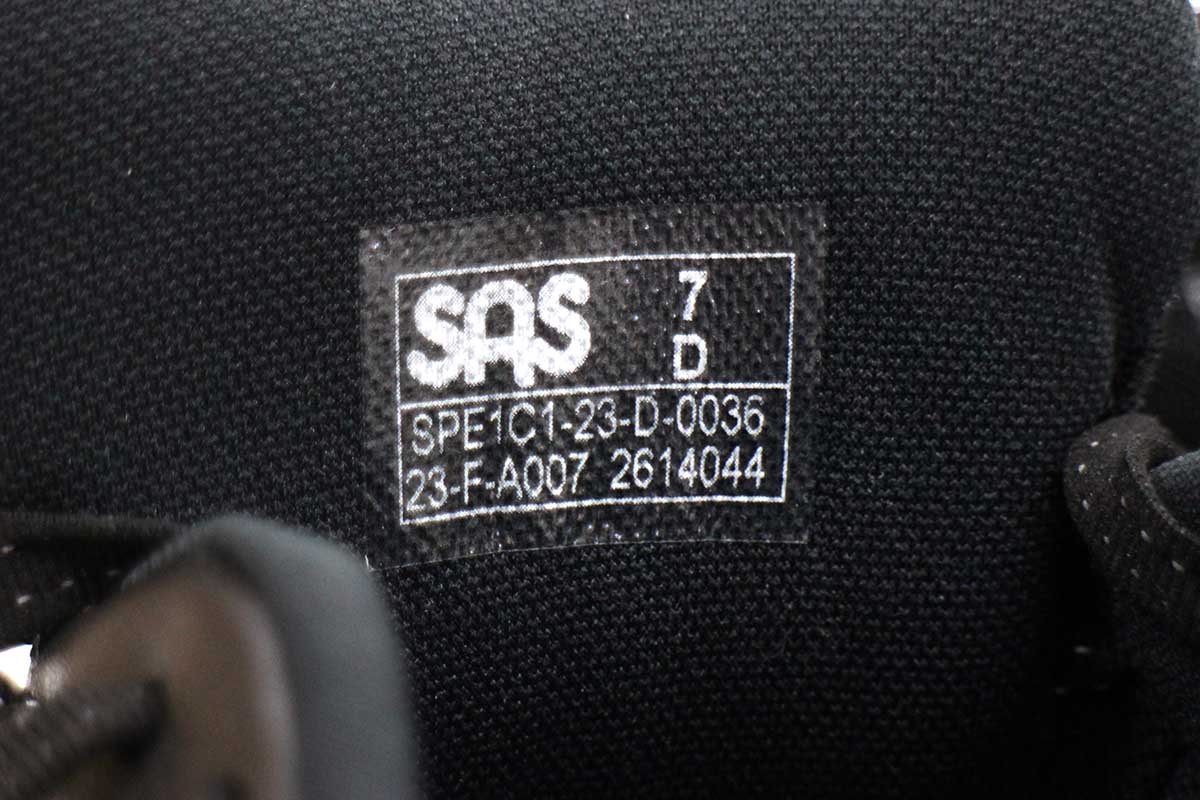 SAS 7
D
SPE1C1-23-D-0036
23-F-A007 2614044